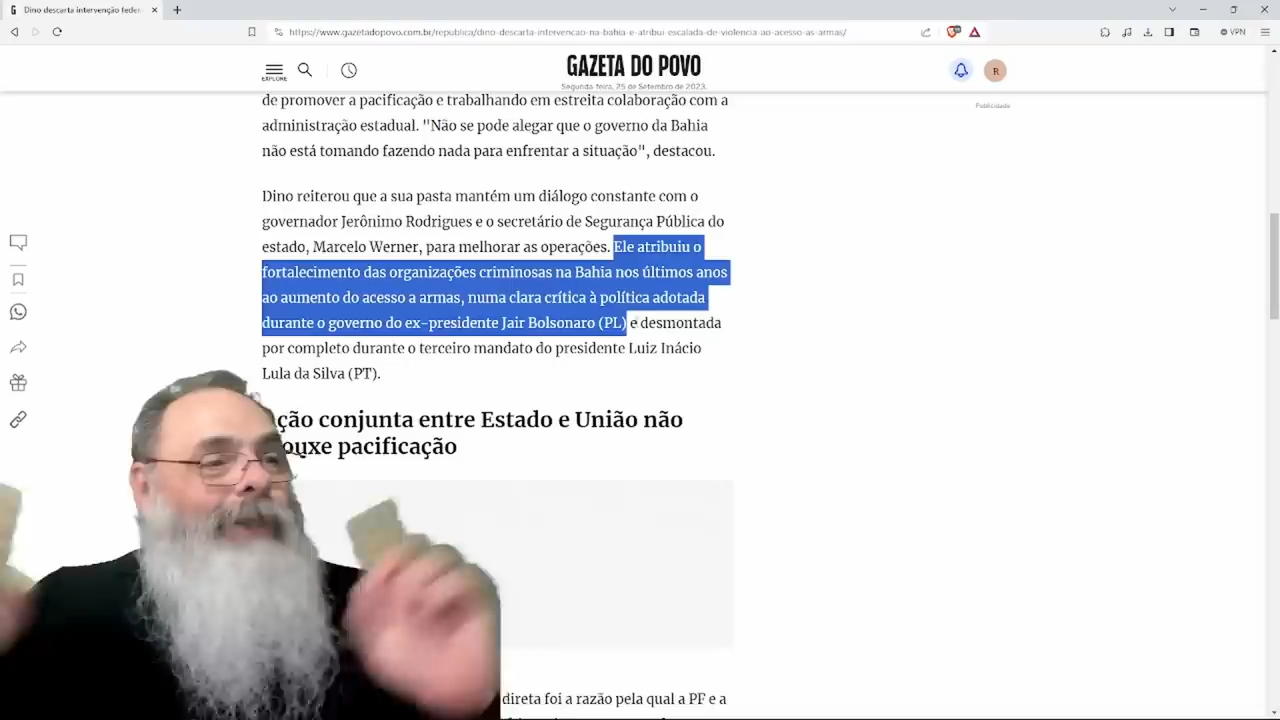 Dino descarta intervenção feder
https://www.gazetadopovo.com.br/republica/dino-descarta-intervencao-na-bahia-e-atribui-escalada-de-violencia-ao-acesso-as-armas/
VPN
EXPLORE
GAZETA DO POVO
Segunda-feira, 25 de Setembro de 2023.
R
Publicidade
de promover a pacificação e trabalhando em estreita colaboração com a
administração estadual. "Não se pode alegar que o governo da Bahia
não está tomando fazendo nada para enfrentar a situação", destacou.
Dino reiterou que a sua pasta mantém um diálogo constante com o
governador Jerônimo Rodrigues e o secretário de Segurança Pública do
estado, Marcelo Werner, para melhorar as operações. Ele atribuiu o
fortalecimento das organizações criminosas na Bahia nos últimos anos
ao aumento do acesso a armas, numa clara crítica à política adotada
durante o governo do ex-presidente Jair Bolsonaro (PL) e desmontada
por completo durante o terceiro mandato do presidente Luiz Inácio
Lula da Silva (PT).
ção conjunta entre Estado e União não
ouxe pacificação
direta foi a razão pela qual a PF e a